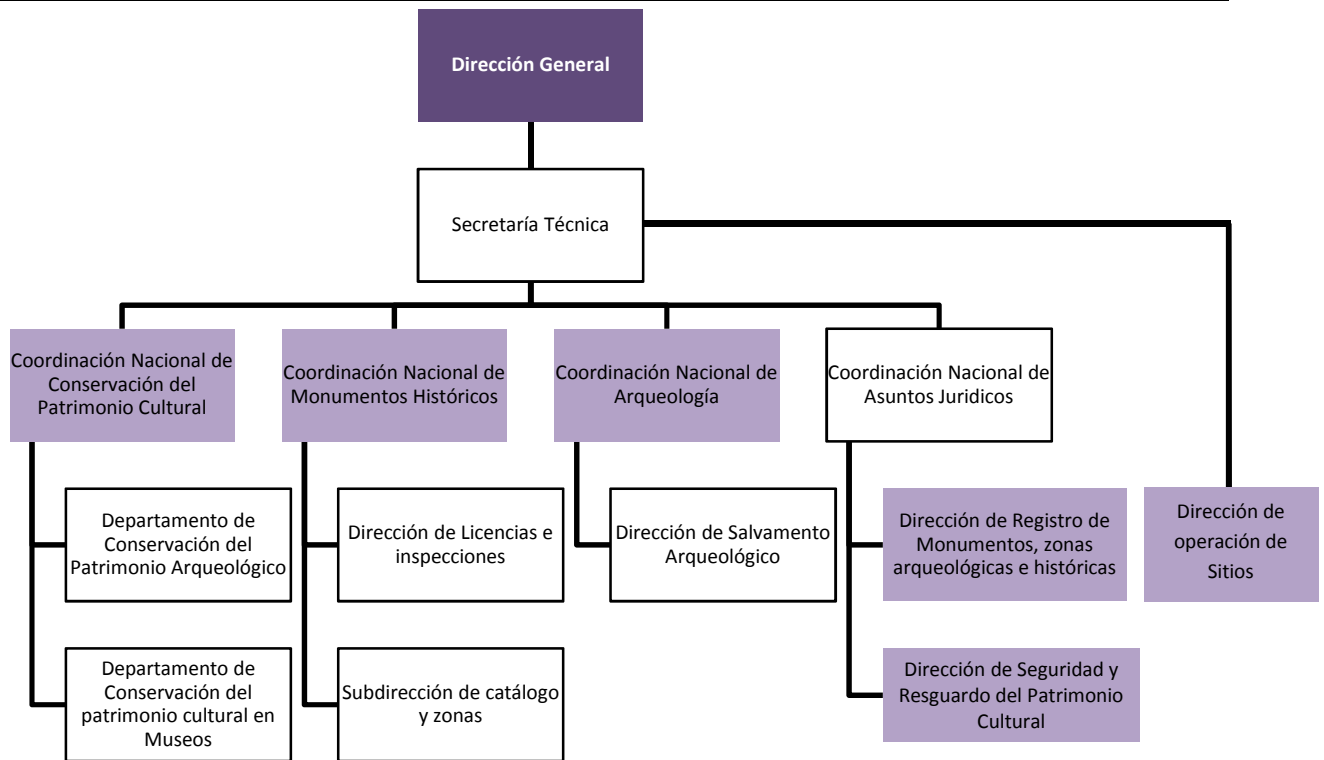 Dirección General
Secretaría Técnica
Coordinación Nacional de
Conservación del
Patrimonio Cultural
Coordinación Nacional de
Monumentos Históricos
Coordinación Nacional de
Arqueología
Coordinación Nacional de
Asuntos Juridicos
Departamento de
Conservación del
Patrimonio Arqueológico
Dirección de Licencias e
inspecciones
Dirección de Salvamento
Arqueológico
Dirección de Registro de
Monumentos, zonas
arqueológicas e históricas
Dirección de
operación de
Sitios
Departamento de
Conservación del
patrimonio cultural en
Museos
Subdirección de catálogo
y zonas
Dirección de Seguridad y
Resguardo del Patrimonio
Cultural